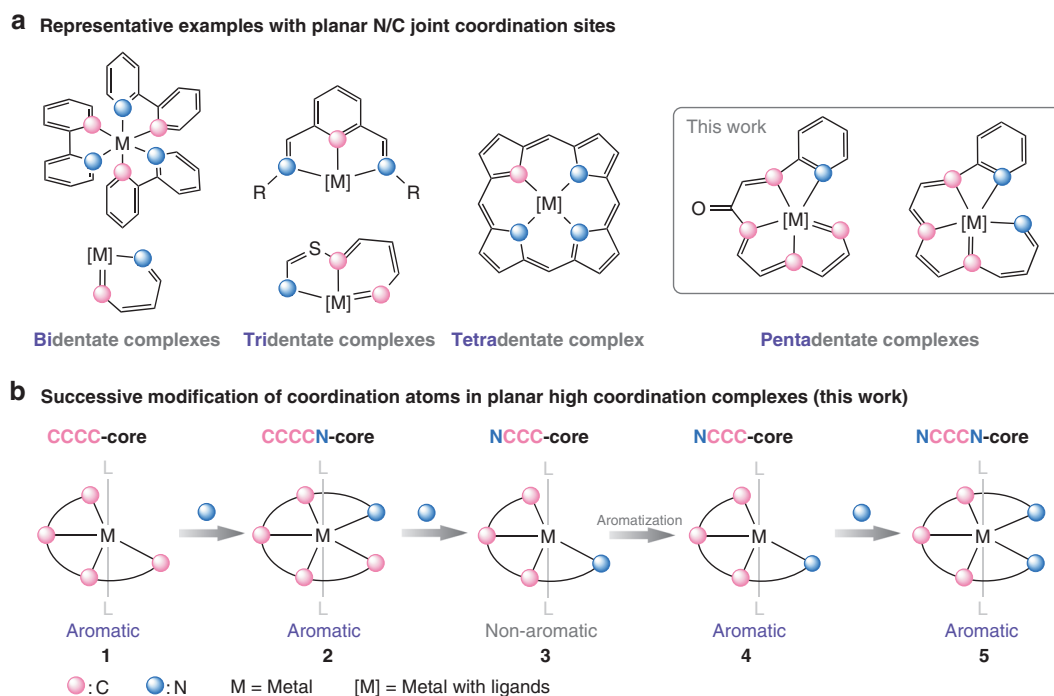 a Representative examples with planar N/C joint coordination sites
This work
M
[M]
R R
[M]
S
[M]
[M]
O
[M]
[M]
Bidentate complexes Tridentate complexes Tetradentate complex Pentadentate complexes
b Successive modification of coordination atoms in planar high coordination complexes (this work)
CCCC-core CCCCN-core NCCC-core NCCC-core NCCCN-core
L L L L L
Aromatization
M M M M M
L L L L L
Aromatic Aromatic Non-aromatic Aromatic Aromatic
1 2 3 4 5
: C : N M = Metal [M] = Metal with ligands